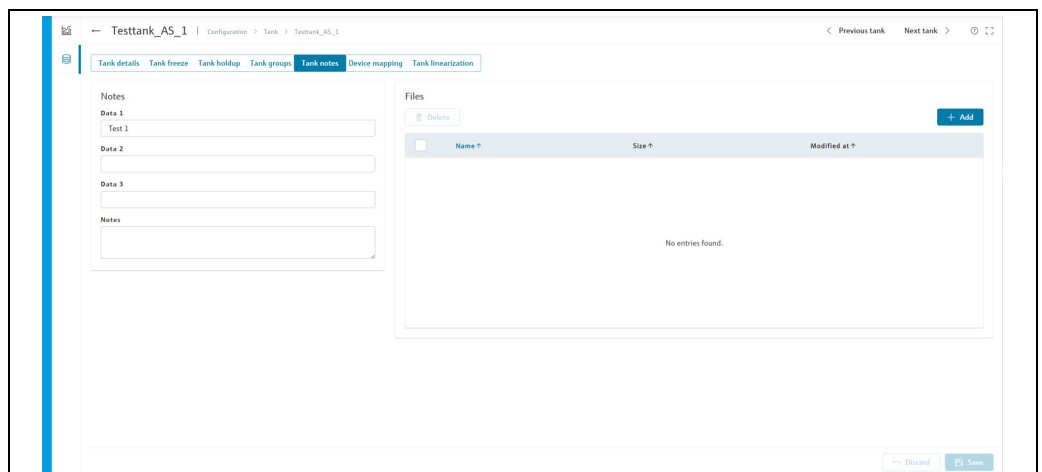 ← Testtank_AS_1 | Configuration > Tank > Testtank_AS_1 < Previous tank Next tank >
Tank details Tank freeze Tank holdup Tank groups Tank notes Device mapping Tank linearization
Notes
Data 1
Test 1
Data 2
Data 3
Notes
Files
Delete
+ Add
Name ↑ Size ↑ Modified at ↑
No entries found.
Discard Save